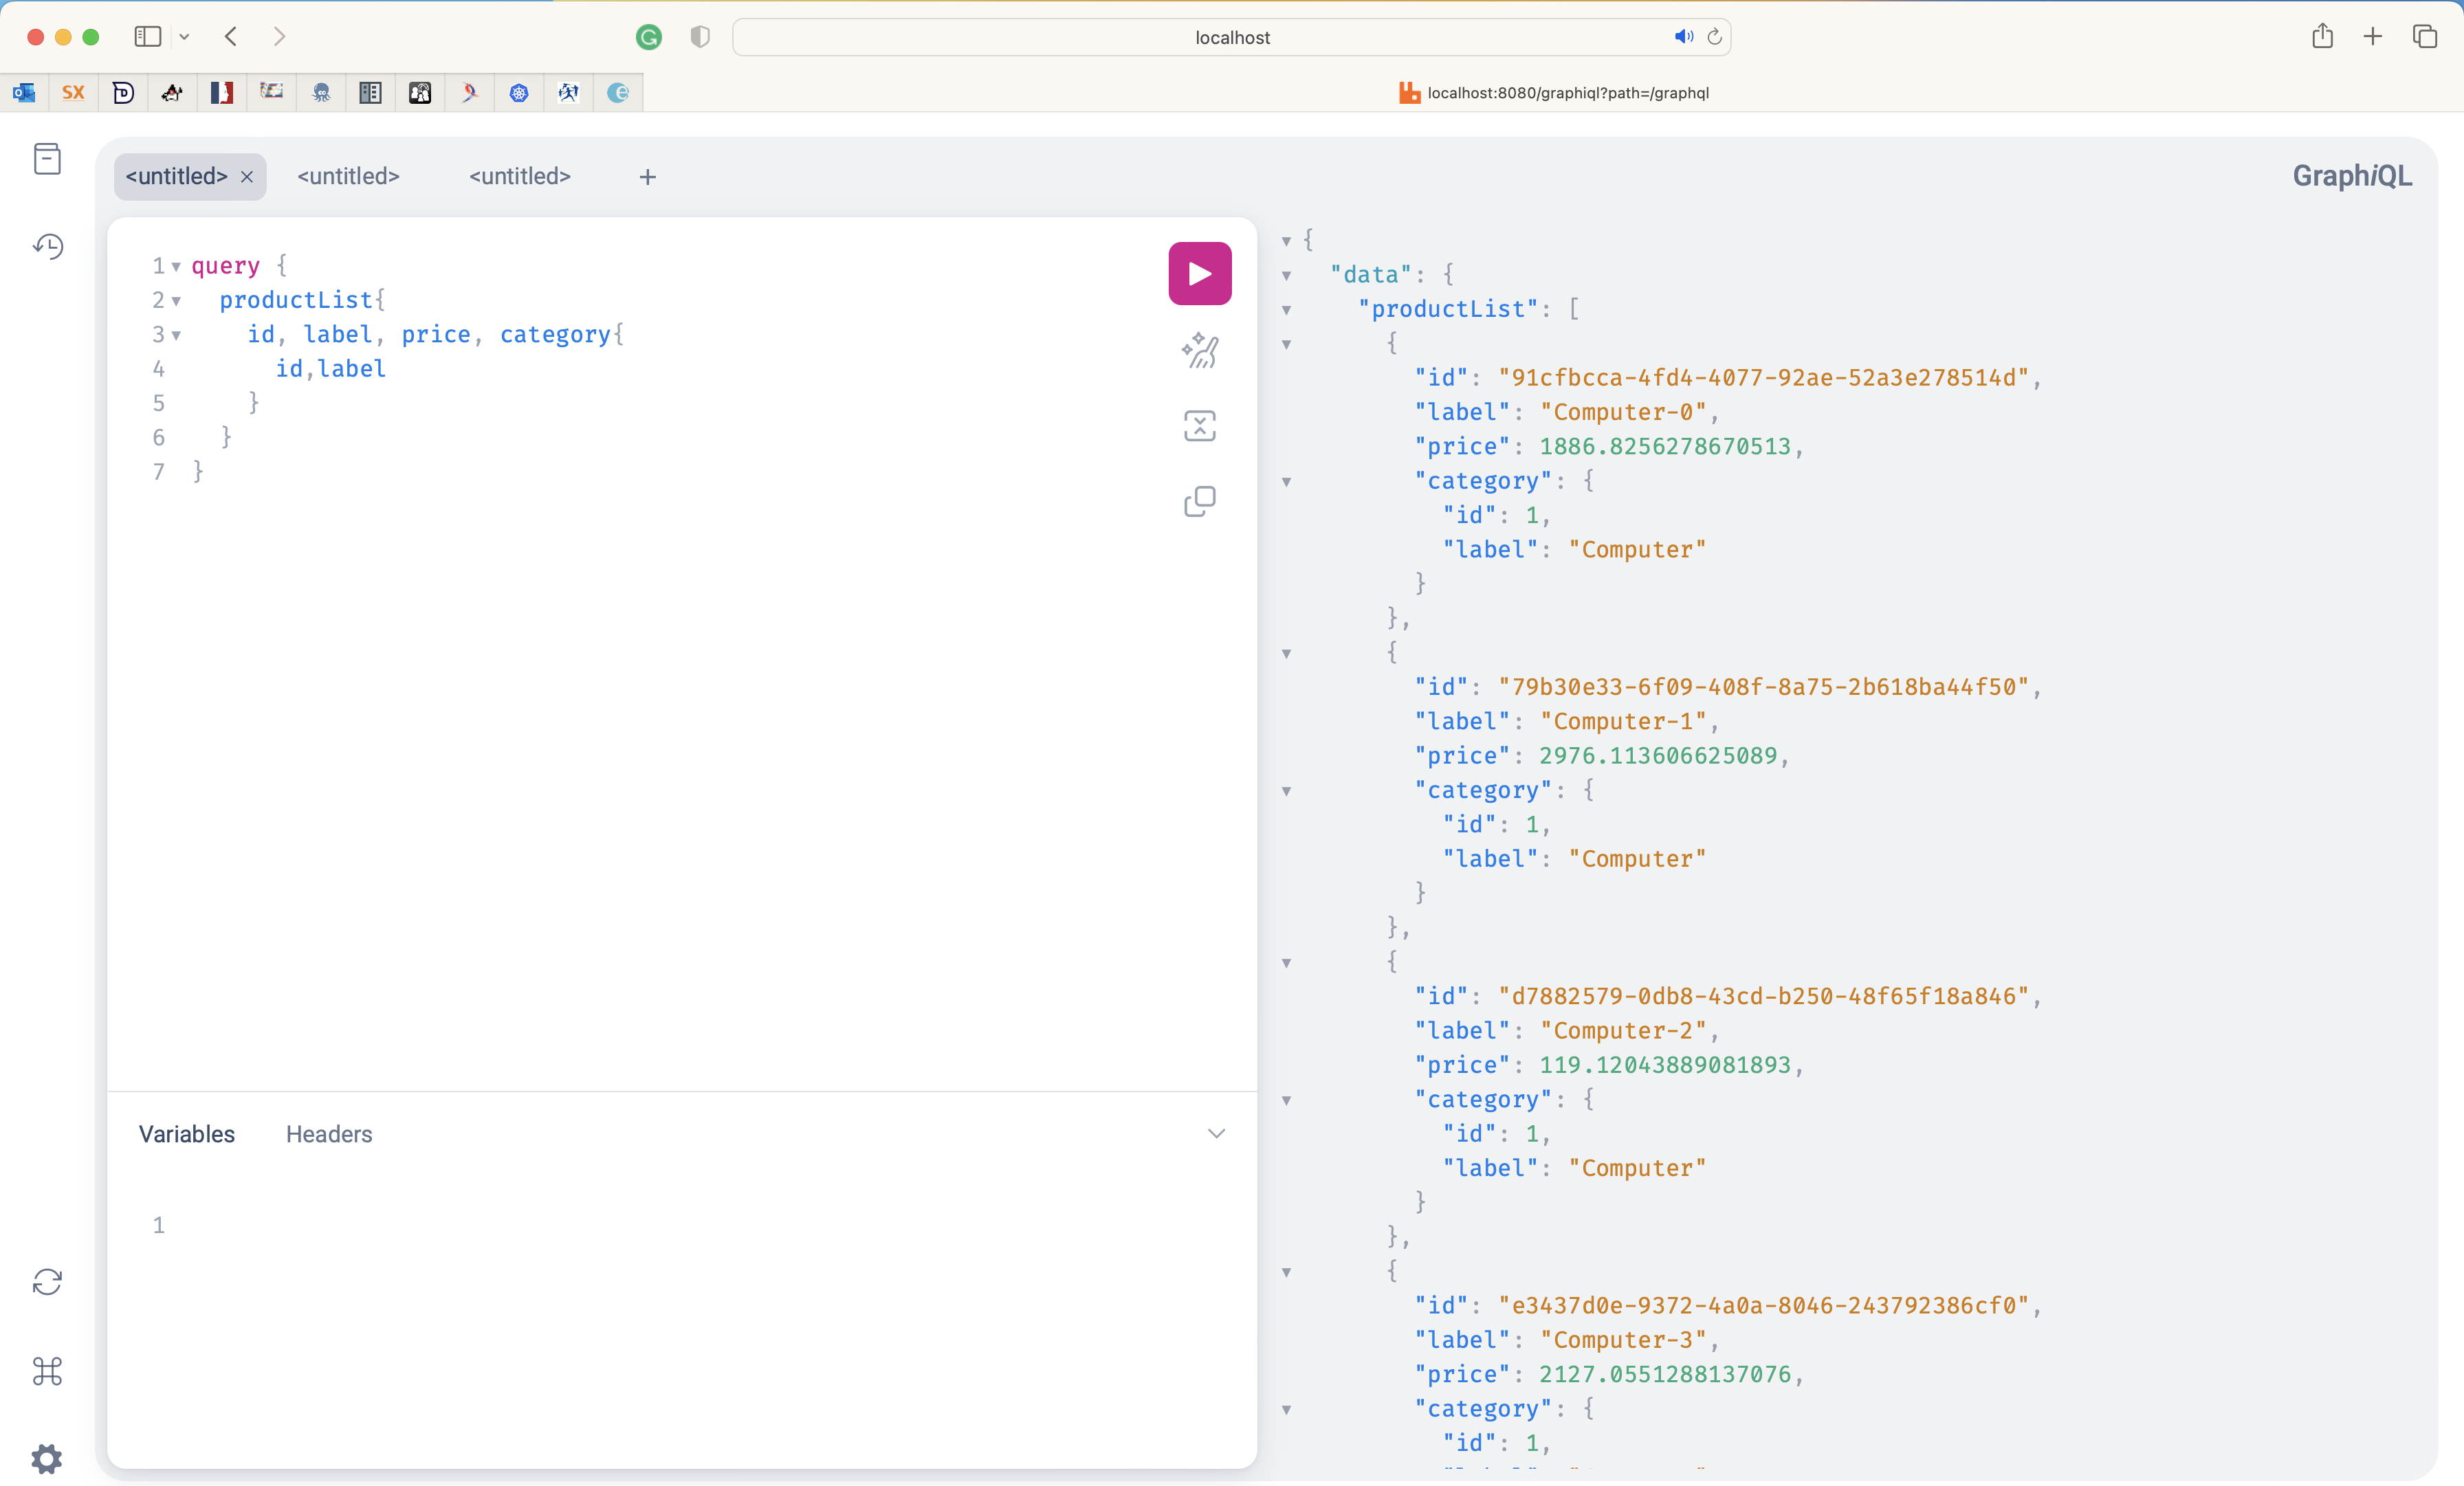 localhost
SX
localhost:8080/graphiql?path=/graphql
<untitled> × <untitled> <untitled> +
GraphiQL
1 query {
2 productList{
3 id, label, price, category{
4 id,label
5 }
6 }
7 }
Variables Headers
1
{
"data": {
"productList": [
{
"id": "91cfbcca-4fd4-4077-92ae-52a3e278514d",
"label": "Computer-0",
"price": 1886.8256278670513,
"category": {
"id": 1,
"label": "Computer"
}
},
{
"id": "79b30e33-6f09-408f-8a75-2b618ba44f50",
"label": "Computer-1",
"price": 2976.113606625089,
"category": {
"id": 1,
"label": "Computer"
}
},
{
"id": "d7882579-0db8-43cd-b250-48f65f18a846",
"label": "Computer-2",
"price": 119.12043889081893,
"category": {
"id": 1,
"label": "Computer"
}
},
{
"id": "e3437d0e-9372-4a0a-8046-243792386cf0",
"label": "Computer-3",
"price": 2127.0551288137076,
"category": {
"id": 1,